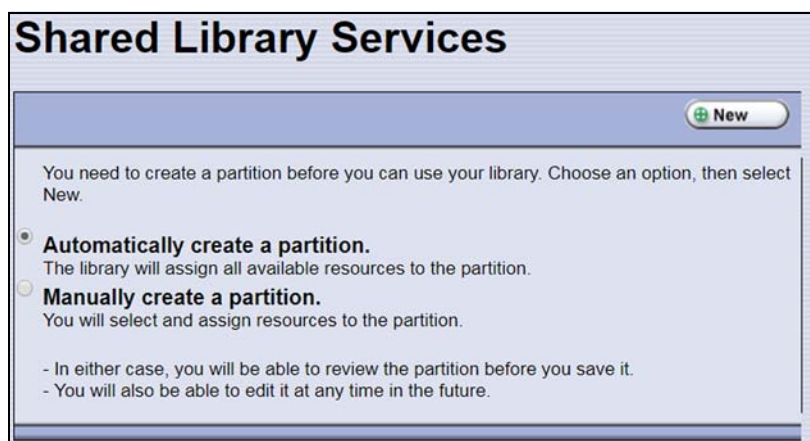 Shared Library Services
New
You need to create a partition before you can use your library. Choose an option, then select
New.
Automatically create a partition.
The library will assign all available resources to the partition.
Manually create a partition.
You will select and assign resources to the partition.
- In either case, you will be able to review the partition before you save it.
- You will also be able to edit it at any time in the future.